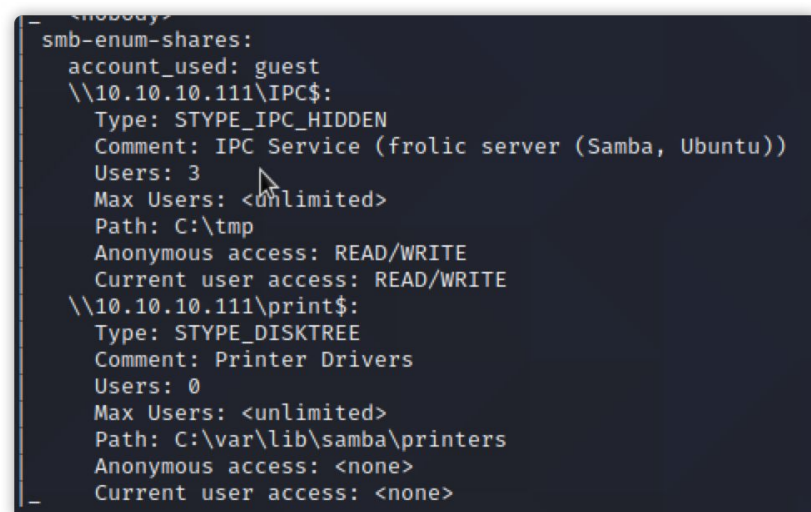 |_  <nobody>
| smb-enum-shares:
|   account_used: guest
|   \\10.10.10.111\IPC$:
|     Type: STYPE_IPC_HIDDEN
|     Comment: IPC Service (frolic server (Samba, Ubuntu))
|     Users: 3
|     Max Users: <unlimited>
|     Path: C:\tmp
|     Anonymous access: READ/WRITE
|     Current user access: READ/WRITE
|   \\10.10.10.111\print$:
|     Type: STYPE_DISKTREE
|     Comment: Printer Drivers
|     Users: 0
|     Max Users: <unlimited>
|     Path: C:\var\lib\samba\printers
|     Anonymous access: <none>
|_    Current user access: <none>